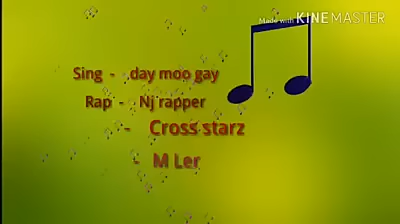 Made with KINEMASTER
Sing - day moo gay
Rap - Nj rapper
- Cross starz
- M Ler